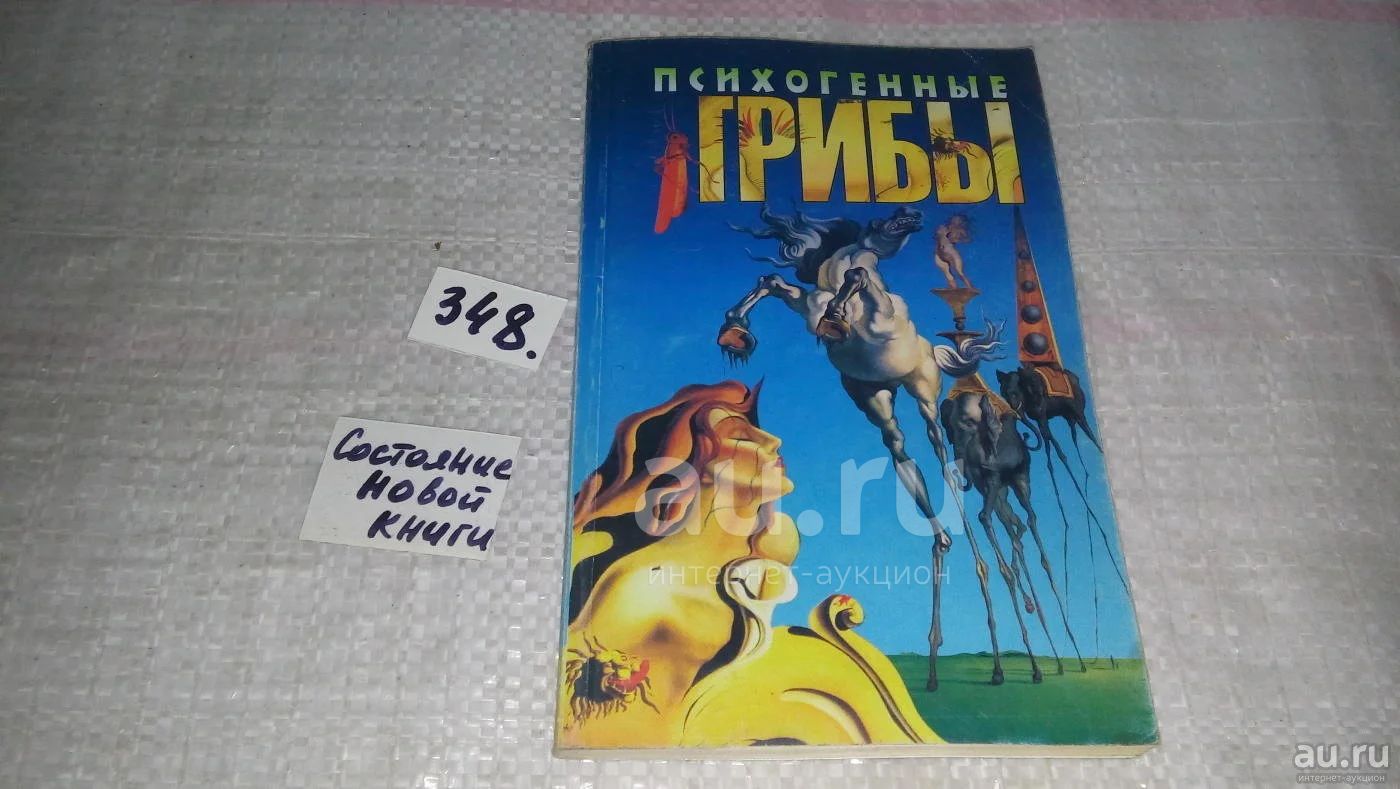 ПСИХОГЕННЫЕ
ГРИБЫ
348.
Состояние
новой
книги
au.ru
интернет-аукцион
au.ru
интернет-аукцион